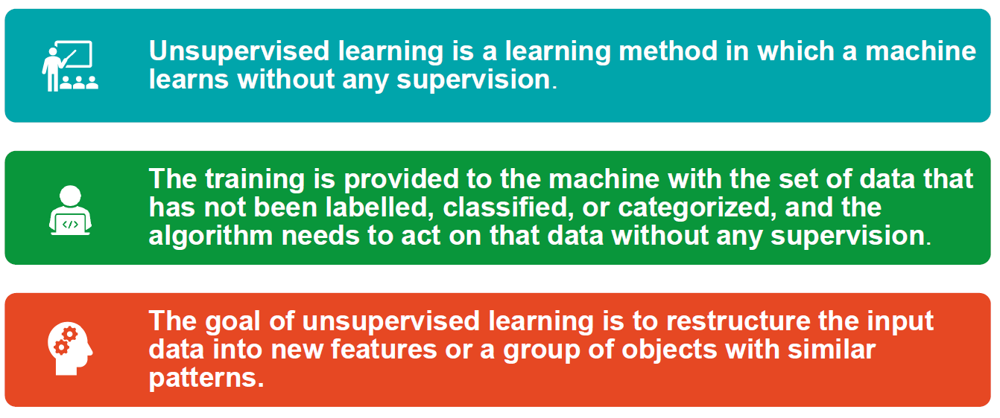 Unsupervised learning is a learning method in which a machine
learns without any supervision.
The training is provided to the machine with the set of data that
has not been labelled, classified, or categorized, and the
algorithm needs to act on that data without any supervision.
The goal of unsupervised learning is to restructure the input
data into new features or a group of objects with similar
patterns.